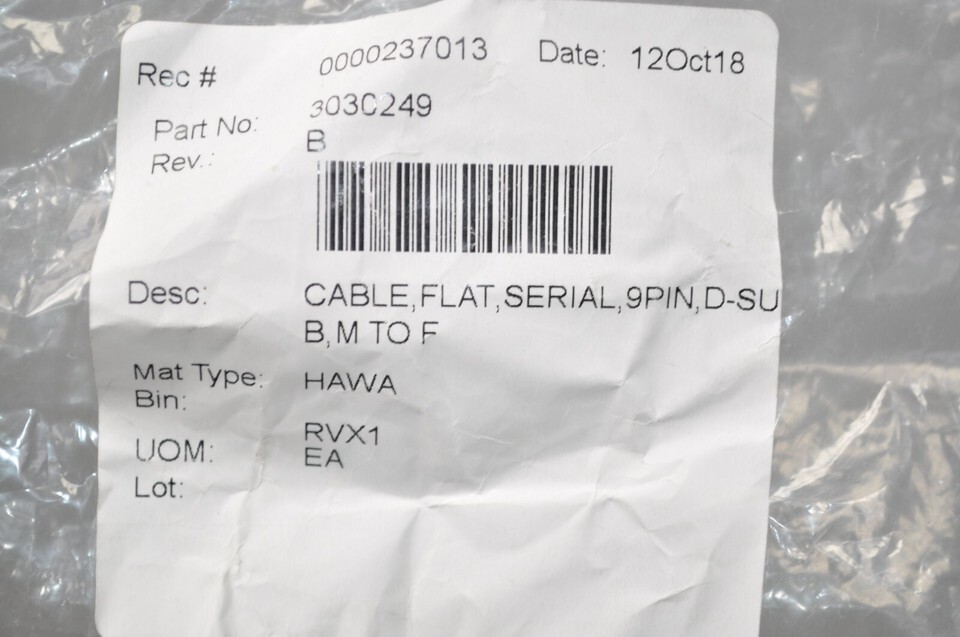 Rec # 0000237013 Date: 12Oct18
Part No: 3030249
Rev.: B
Desc: CABLE,FLAT,SERIAL,9PIN,D-SU
B,M TO F
Mat Type: HAWA
Bin: RVX1
UOM: EA
Lot: